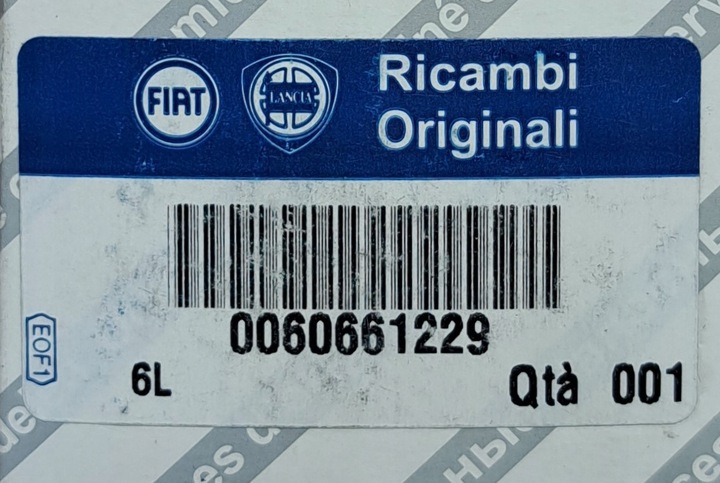 FIAT
LANCIA
Ricambi
Originali
0060661229
EOF1
6L
Qtà 001